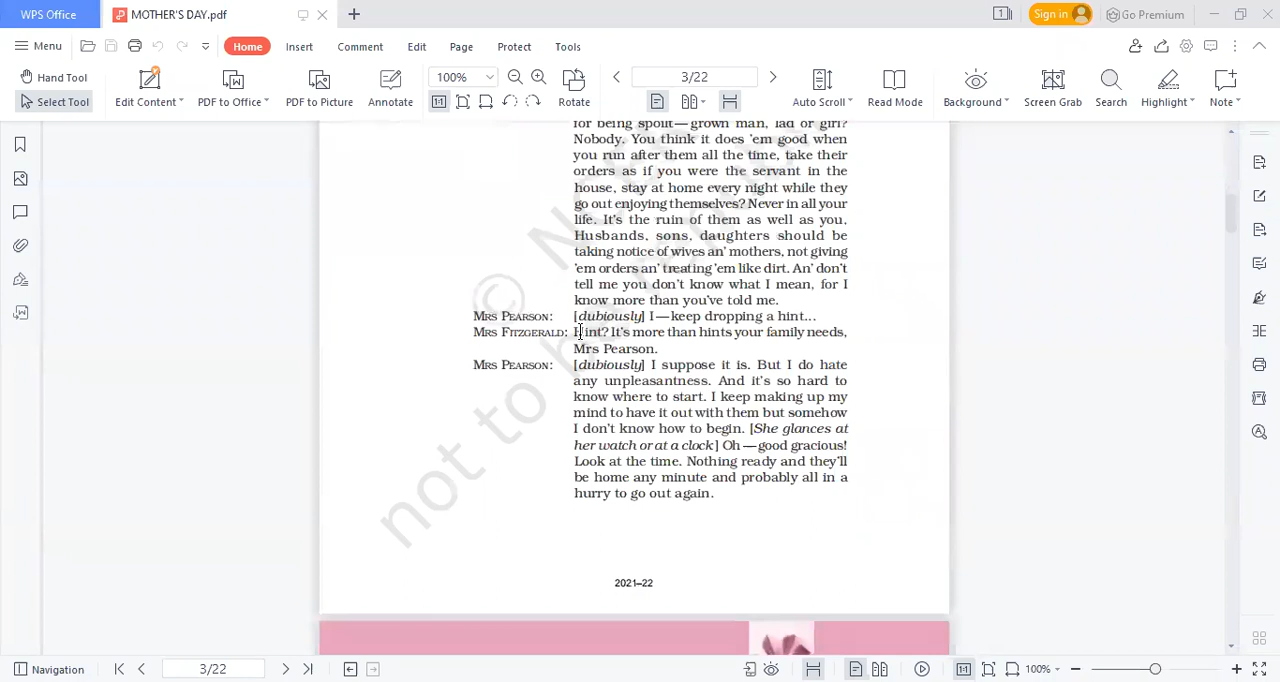 WPS Office
MOTHER'S DAY.pdf
Sign in
Go Premium
Menu
Home
Insert
Comment
Edit
Page
Protect
Tools
Hand Tool
Select Tool
Edit Content
PDF to Office
PDF to Picture
Annotate
100%
Rotate
3/22
Auto Scroll
Read Mode
Background
Screen Grab
Search
Highlight
Note
for being spoilt—grown man, lad or girl?
Nobody. You think it does 'em good when
you run after them all the time, take their
orders as if you were the servant in the
house, stay at home every night while they
go out enjoying themselves? Never in all your
life. It's the ruin of them as well as you.
Husbands, sons, daughters should be
taking notice of wives an' mothers, not giving
'em orders an' treating 'em like dirt. An' don't
tell me you don't know what I mean, for I
know more than you've told me.
MRS PEARSON: [dubiously] I—keep dropping a hint...
MRS FITZGERALD: Hint? It's more than hints your family needs,
Mrs Pearson.
MRS PEARSON: [dubiously] I suppose it is. But I do hate
any unpleasantness. And it's so hard to
know where to start. I keep making up my
mind to have it out with them but somehow
I don't know how to begin. [She glances at
her watch or at a clock] Oh—good gracious!
Look at the time. Nothing ready and they'll
be home any minute and probably all in a
hurry to go out again.
not to be
2021–22
Navigation
3/22
100%